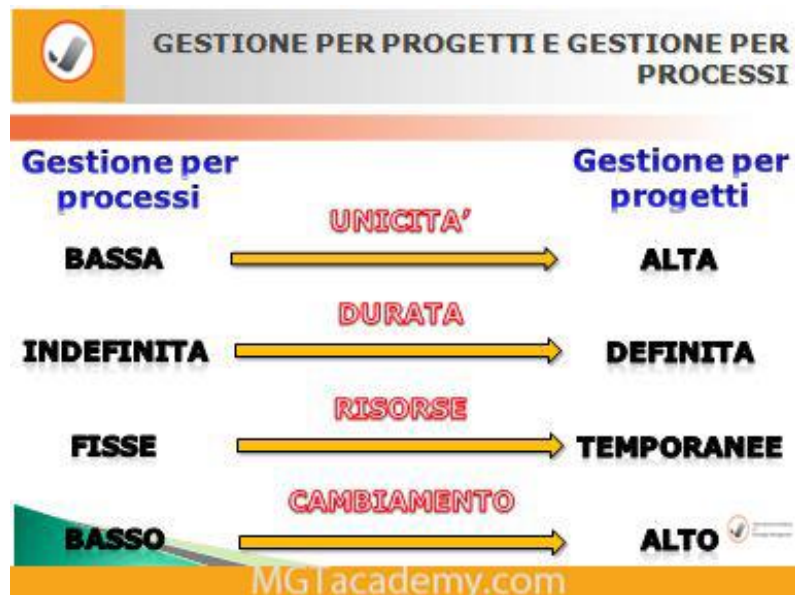 GESTIONE PER PROGETTI E GESTIONE PER
PROCESSI
Gestione per
processi
Gestione per
progetti
UNICITA'
BASSA
ALTA
DURATA
INDEFINITA
DEFINITA
RISORSE
FISSE
TEMPORANEE
CAMBIAMENTO
BASSO
ALTO
MGTacademy.com